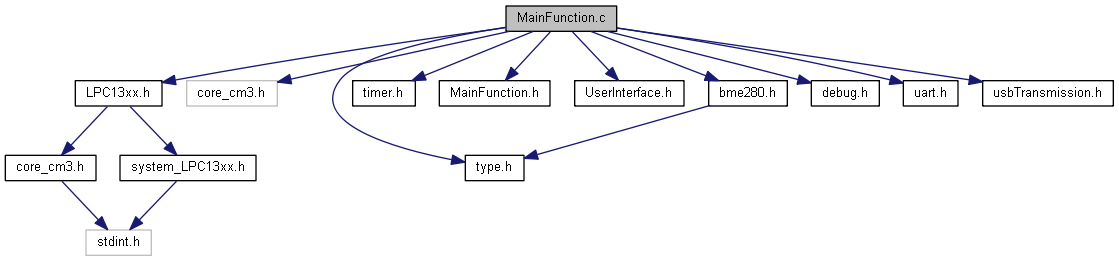 MainFunction.c
LPC13xx.h
core_cm3.h
timer.h
MainFunction.h
UserInterface.h
bme280.h
debug.h
uart.h
usbTransmission.h
core_cm3.h
system_LPC13xx.h
type.h
stdint.h